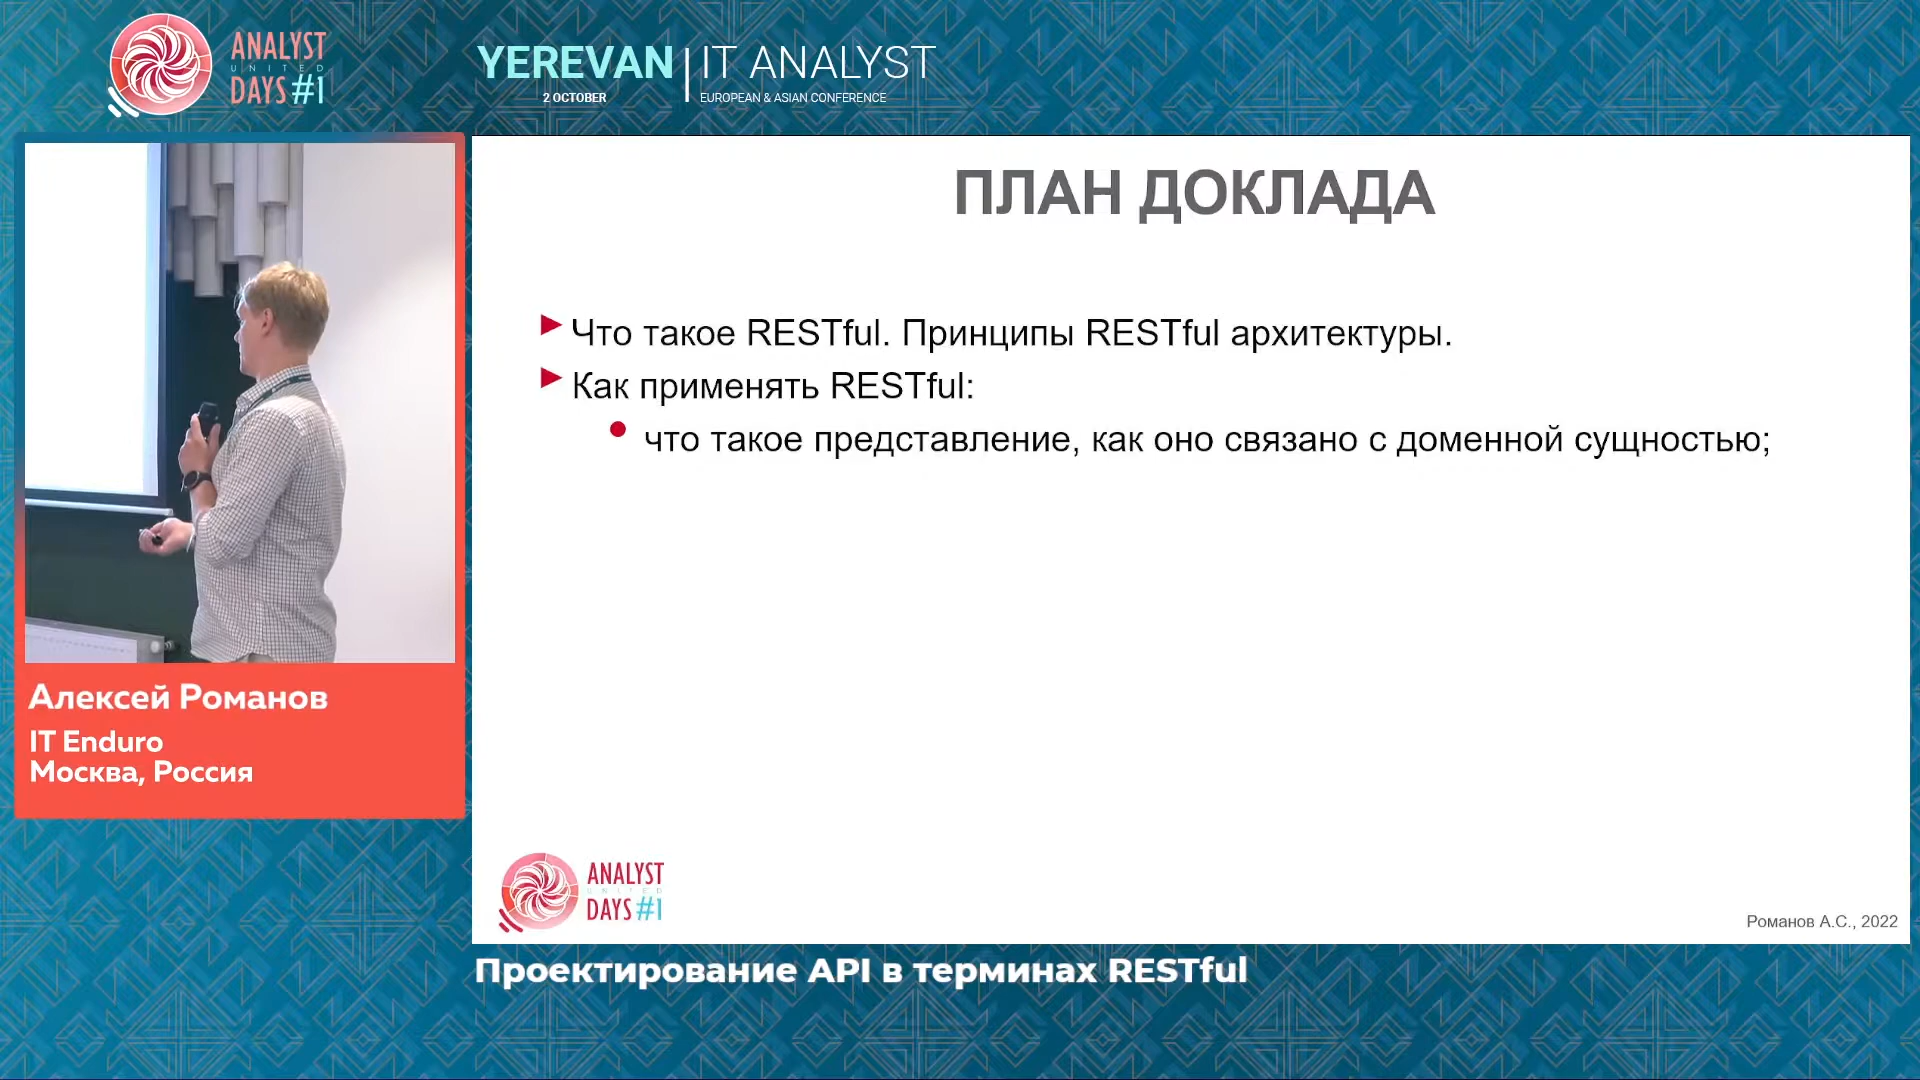 ANALYST
UNITED
DAYS #1
YEREVAN
2 OCTOBER
IT ANALYST
EUROPEAN & ASIAN CONFERENCE
ПЛАН ДОКЛАДА
Что такое RESTful. Принципы RESTful архитектуры.
Как применять RESTful:
что такое представление, как оно связано с доменной сущностью;
Алексей Романов
IT Enduro
Москва, Россия
ANALYST
UNITED
DAYS #1
Романов А.С., 2022
Проектирование API в терминах RESTful